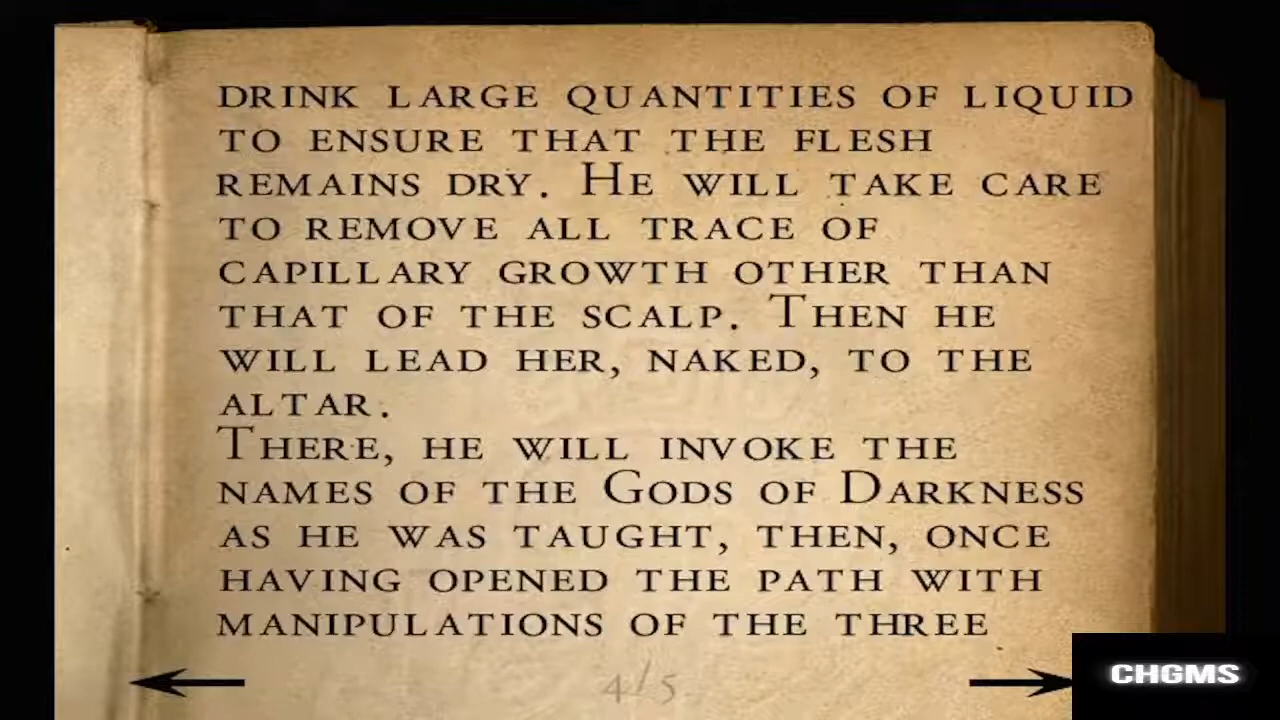 DRINK LARGE QUANTITIES OF LIQUID
TO ENSURE THAT THE FLESH
REMAINS DRY. HE WILL TAKE CARE
TO REMOVE ALL TRACE OF
CAPILLARY GROWTH OTHER THAN
THAT OF THE SCALP. THEN HE
WILL LEAD HER, NAKED, TO THE
ALTAR.
THERE, HE WILL INVOKE THE
NAMES OF THE GODS OF DARKNESS
AS HE WAS TAUGHT, THEN, ONCE
HAVING OPENED THE PATH WITH
MANIPULATIONS OF THE THREE
4/5
CHGMS